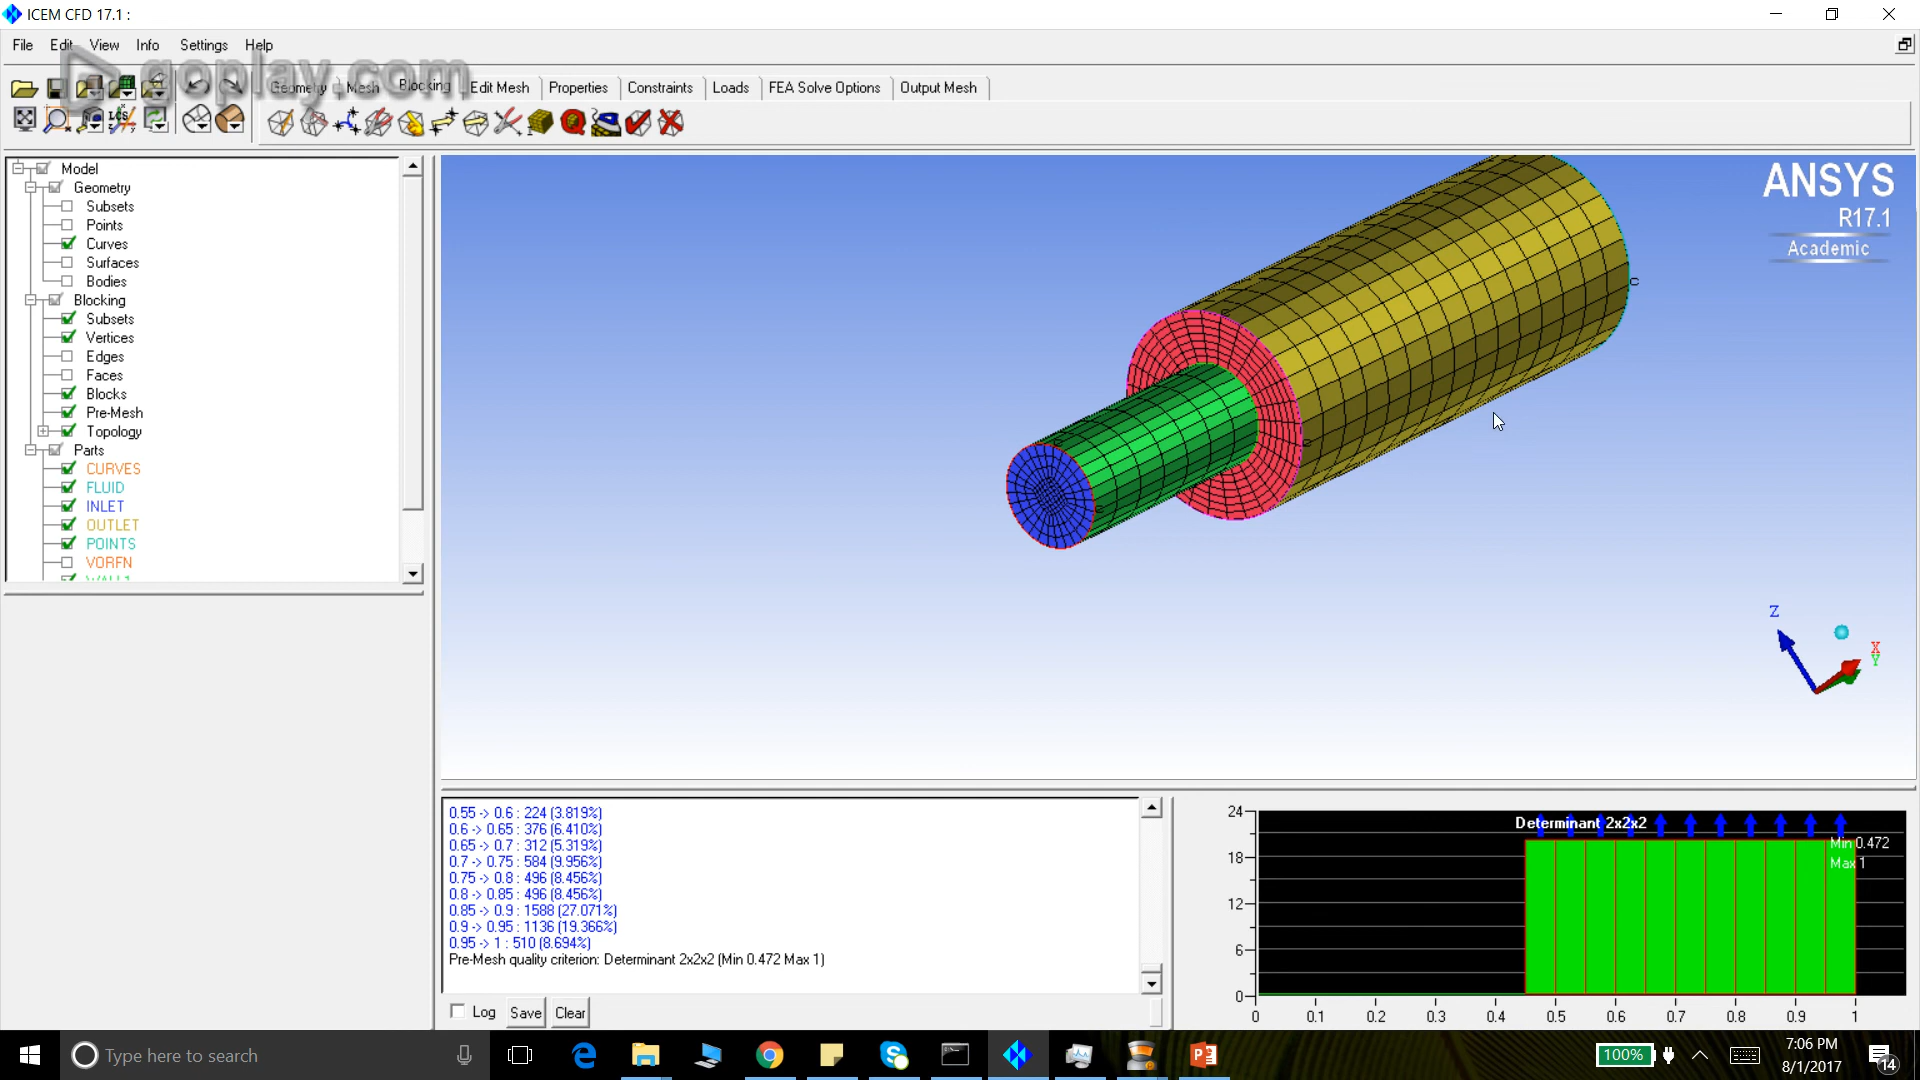 ICEM CFD 17.1 :
File Edit View Info Settings Help
goplay.com
Geometry Mesh Blocking Edit Mesh Properties Constraints Loads FEA Solve Options Output Mesh
LCS
Model
Geometry
Subsets
Points
Curves
Surfaces
Bodies
Blocking
Subsets
Vertices
Edges
Faces
Blocks
Pre-Mesh
Topology
Parts
CURVES
FLUID
INLET
OUTLET
POINTS
VORFN
ANSYS
R17.1
Academic
Z
X
Y
0.55 -> 0.6 : 224 (3.819%)
0.6 -> 0.65 : 376 (6.410%)
0.65 -> 0.7 : 312 (5.319%)
0.7 -> 0.75 : 584 (9.956%)
0.75 -> 0.8 : 496 (8.456%)
0.8 -> 0.85 : 496 (8.456%)
0.85 -> 0.9 : 1588 (27.071%)
0.9 -> 0.95 : 1136 (19.366%)
0.95 -> 1 : 510 (8.694%)
Pre-Mesh quality criterion: Determinant 2x2x2 (Min 0.472 Max 1)
Log Save Clear
Determinant 2x2x2
Min 0.472
Max 1
24
18
12
6
0
0 0.1 0.2 0.3 0.4 0.5 0.6 0.7 0.8 0.9 1
Type here to search
100%
7:06 PM
8/1/2017
14